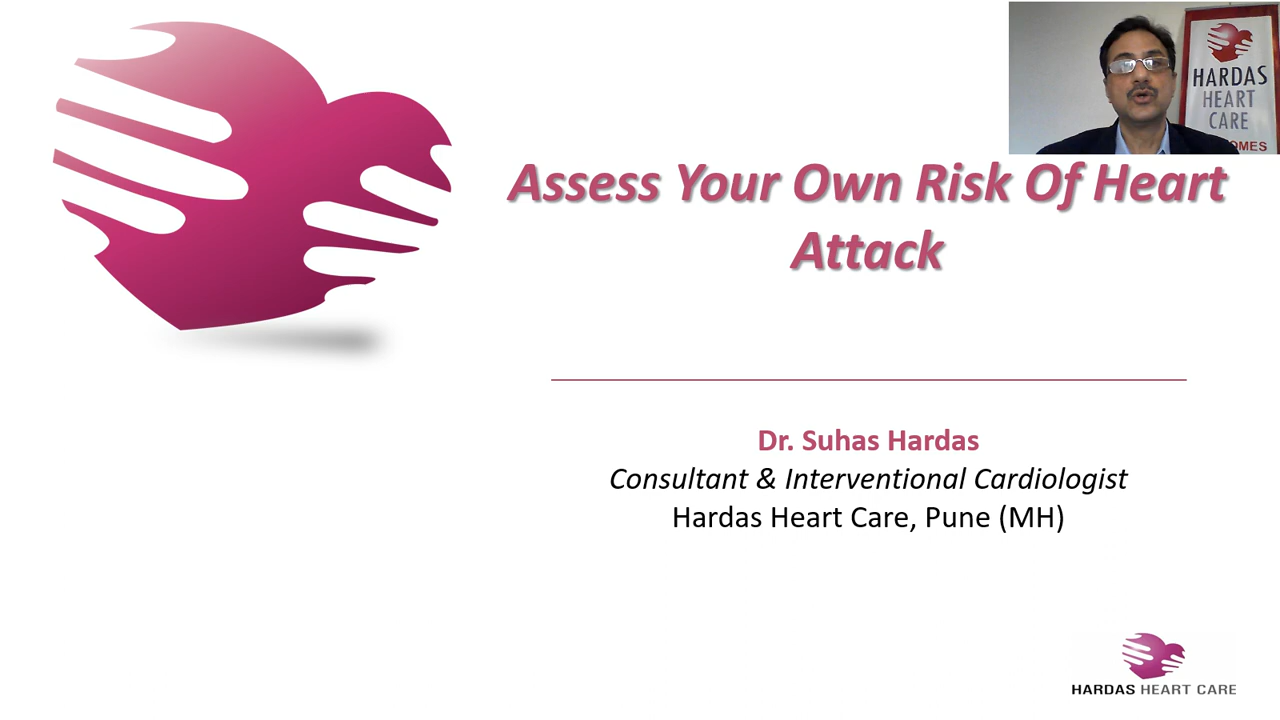 HARDAS
HEART
CARE
Assess Your Own Risk Of Heart
Attack
Dr. Suhas Hardas
Consultant & Interventional Cardiologist
Hardas Heart Care, Pune (MH)
HARDAS HEART CARE